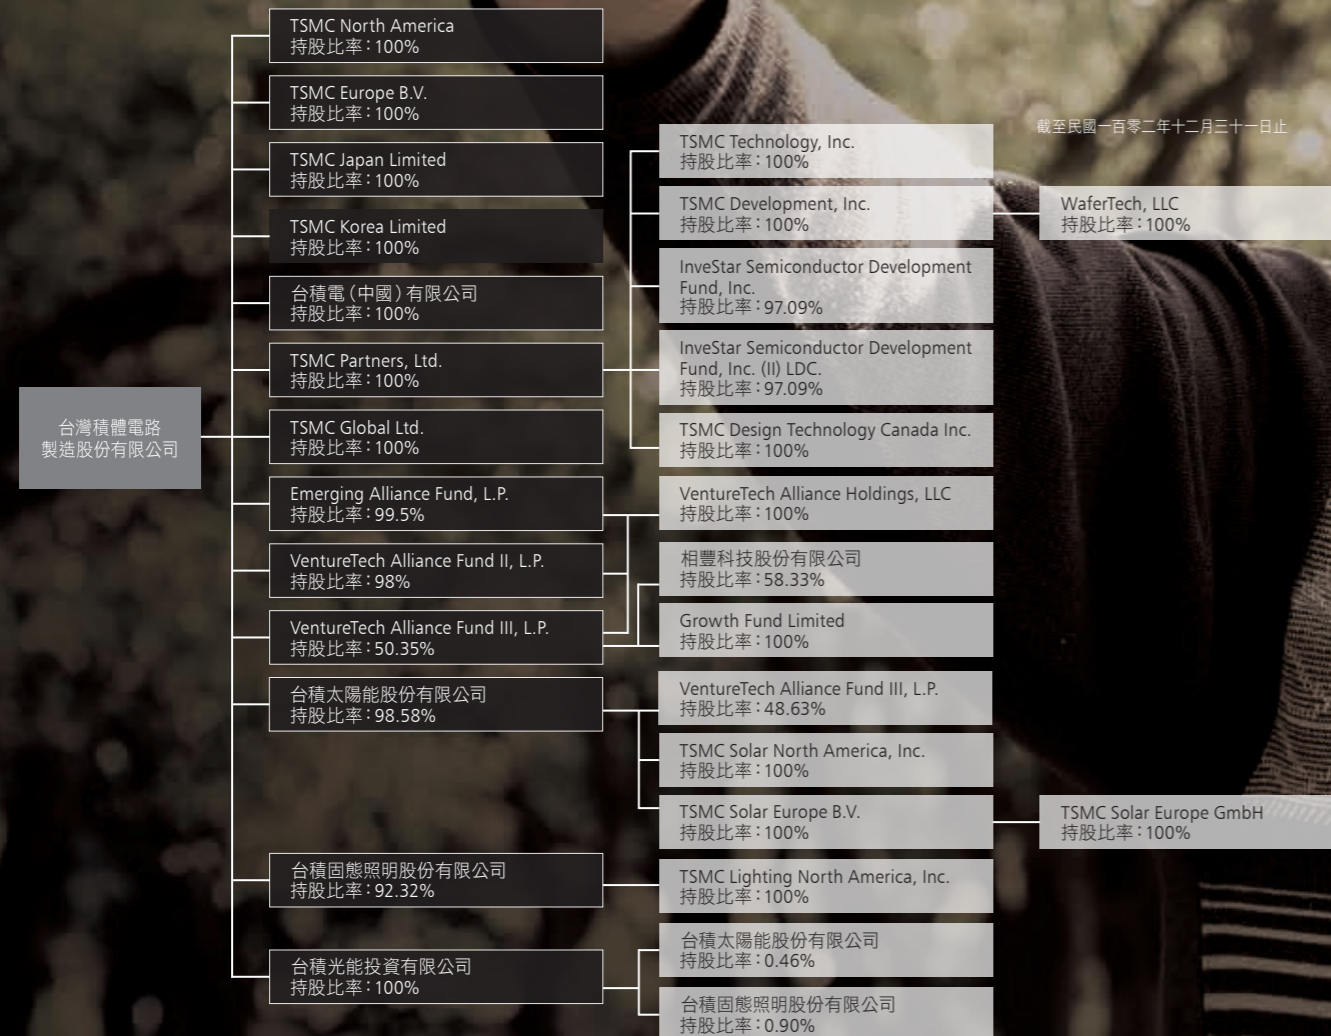 TSMC North America
持股比率：100%
TSMC Europe B.V.
持股比率：100%
TSMC Japan Limited
持股比率：100%
TSMC Korea Limited
持股比率：100%
台積電（中國）有限公司
持股比率：100%
TSMC Partners, Ltd.
持股比率：100%
台灣積體電路
製造股份有限公司
TSMC Global Ltd.
持股比率：100%
Emerging Alliance Fund, L.P.
持股比率：99.5%
VentureTech Alliance Fund II, L.P.
持股比率：98%
VentureTech Alliance Fund III, L.P.
持股比率：50.35%
台積太陽能股份有限公司
持股比率：98.58%
台積固態照明股份有限公司
持股比率：92.32%
台積光能投資有限公司
持股比率：100%
截至民國一百零二年十二月三十一日止
TSMC Technology, Inc.
持股比率：100%
TSMC Development, Inc.
持股比率：100%
WaferTech, LLC
持股比率：100%
InveStar Semiconductor Development
Fund, Inc.
持股比率：97.09%
InveStar Semiconductor Development
Fund, Inc. (II) LDC.
持股比率：97.09%
TSMC Design Technology Canada Inc.
持股比率：100%
VentureTech Alliance Holdings, LLC
持股比率：100%
相豐科技股份有限公司
持股比率：58.33%
Growth Fund Limited
持股比率：100%
VentureTech Alliance Fund III, L.P.
持股比率：48.63%
TSMC Solar North America, Inc.
持股比率：100%
TSMC Solar Europe B.V.
持股比率：100%
TSMC Solar Europe GmbH
持股比率：100%
TSMC Lighting North America, Inc.
持股比率：100%
台積太陽能股份有限公司
持股比率：0.46%
台積固態照明股份有限公司
持股比率：0.90%